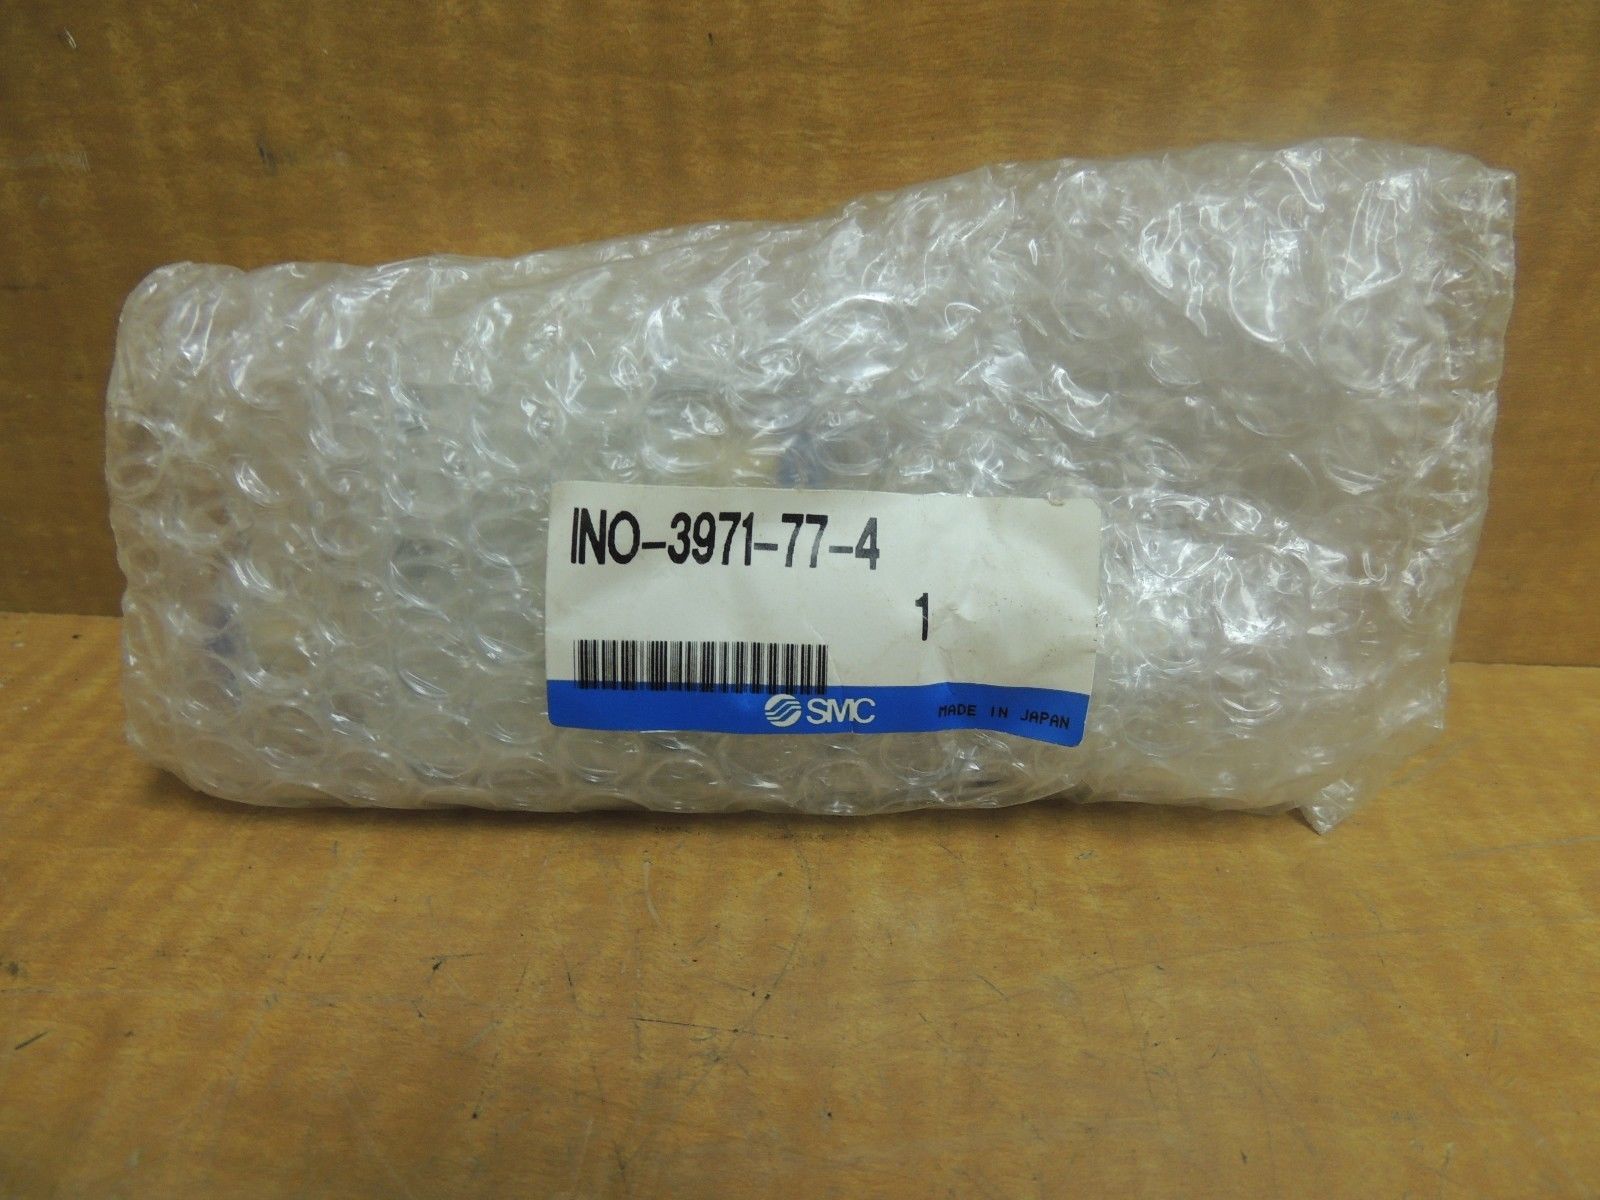 INO-3971-77-4
1
SMC
MADE IN JAPAN